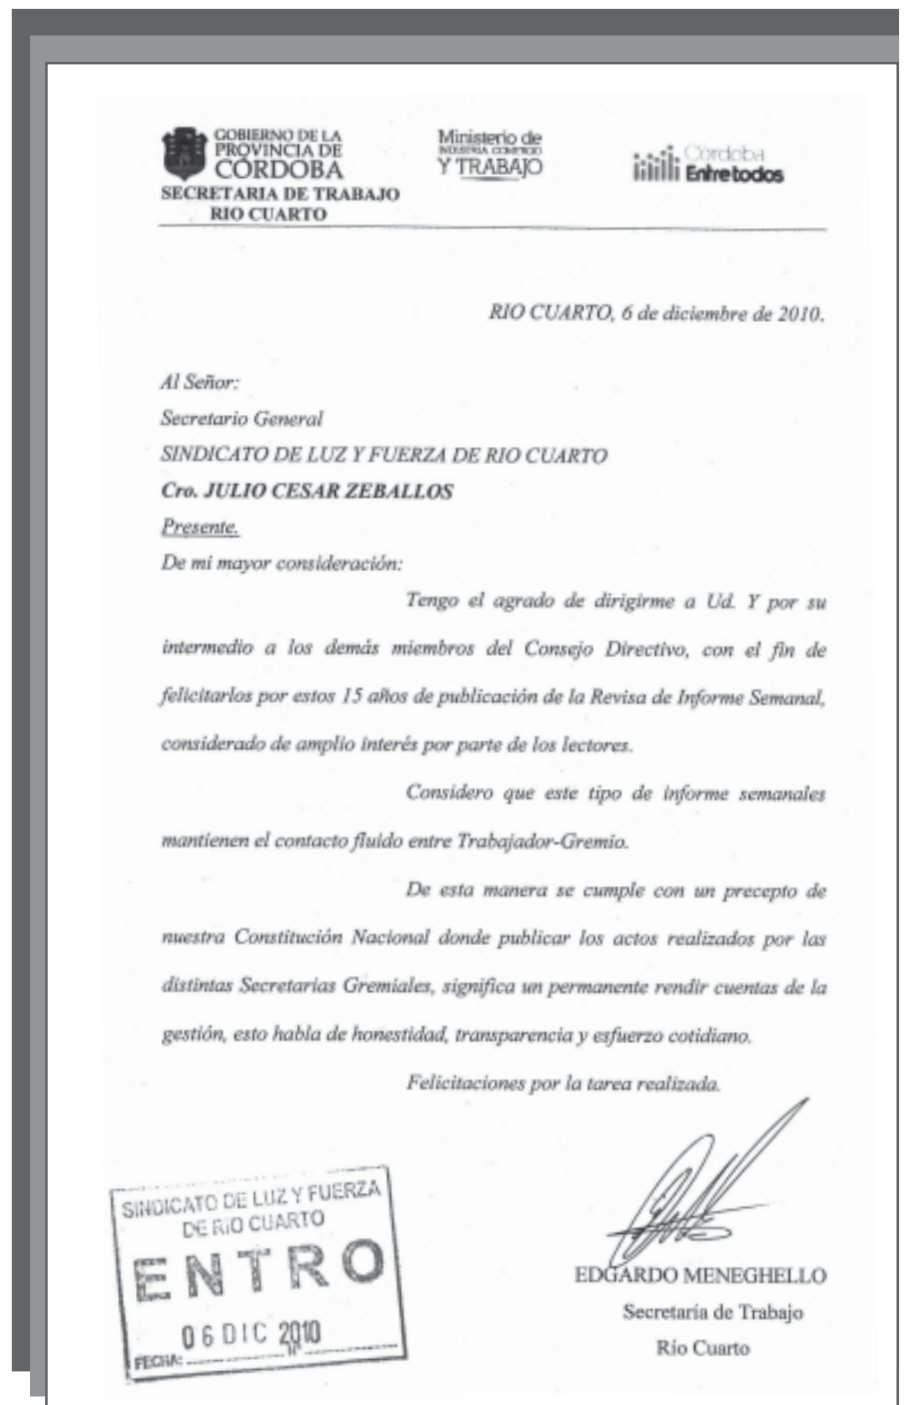 GOBIERNO DE LA
PROVINCIA DE
CÓRDOBA
SECRETARIA DE TRABAJO
RIO CUARTO
Ministerio de
INDUSTRIA COMERCIO
Y TRABAJO
Córdoba
Entretodos
RIO CUARTO, 6 de diciembre de 2010.
Al Señor:
Secretario General
SINDICATO DE LUZ Y FUERZA DE RIO CUARTO
Cro. JULIO CESAR ZEBALLOS
Presente.
De mi mayor consideración:
Tengo el agrado de dirigirme a Ud. Y por su
intermedio a los demás miembros del Consejo Directivo, con el fin de
felicitarlos por estos 15 años de publicación de la Revisa de Informe Semanal,
considerado de amplio interés por parte de los lectores.
Considero que este tipo de informe semanales
mantienen el contacto fluido entre Trabajador-Gremio.
De esta manera se cumple con un precepto de
nuestra Constitución Nacional donde publicar los actos realizados por las
distintas Secretarias Gremiales, significa un permanente rendir cuentas de la
gestión, esto habla de honestidad, transparencia y esfuerzo cotidiano.
Felicitaciones por la tarea realizada.
SINDICATO DE LUZ Y FUERZA
DE RIO CUARTO
ENTRO
06 DIC 2010
FECHA:
EDGARDO MENEGHELLO
Secretaría de Trabajo
Río Cuarto